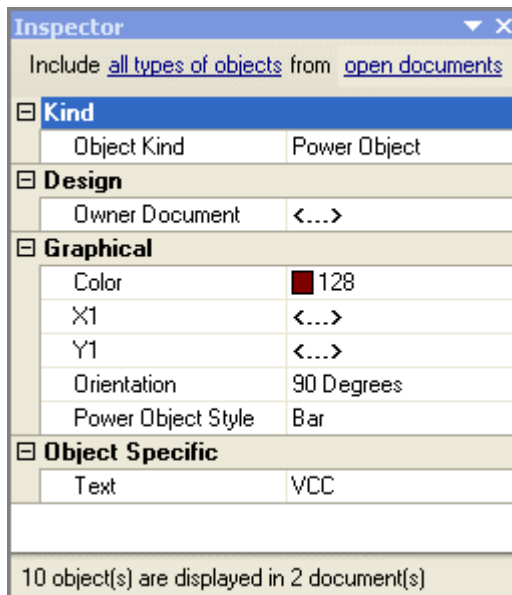 Inspector
Include all types of objects from open documents
Kind
Object Kind Power Object
Design
Owner Document <...>
Graphical
Color 128
X1 <...>
Y1 <...>
Orientation 90 Degrees
Power Object Style Bar
Object Specific
Text VCC
10 object(s) are displayed in 2 document(s)